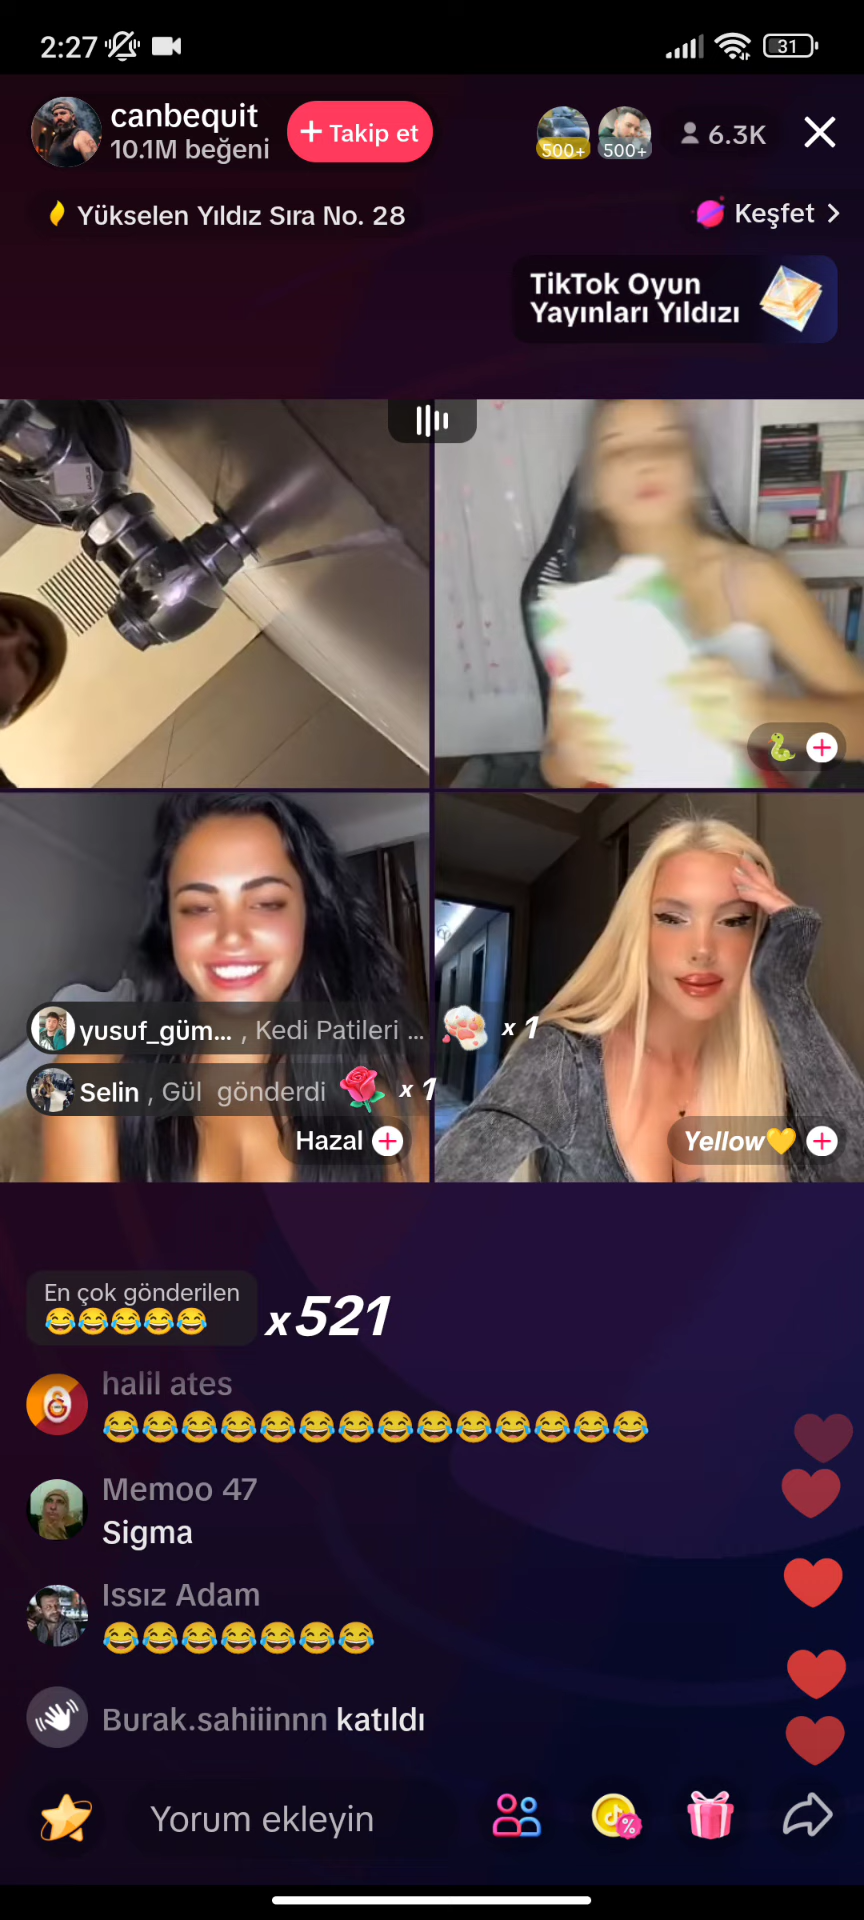 2:27
31
canbequit
10.1M beğeni
+ Takip et
500+
500+
6.3K
Yükselen Yıldız Sıra No. 28
Keşfet >
TikTok Oyun
Yayınları Yıldızı
yusuf_güm... , Kedi Patileri ... x 1
Selin , Gül gönderdi x 1
Hazal
Yellow💛
En çok gönderilen
😂😂😂😂😂 x521
halil ates
😂😂😂😂😂😂😂😂😂😂😂😂😂😂
Memoo 47
Sigma
Issız Adam
😂😂😂😂😂😂😂
Burak.sahiiinnn katıldı
Yorum ekleyin